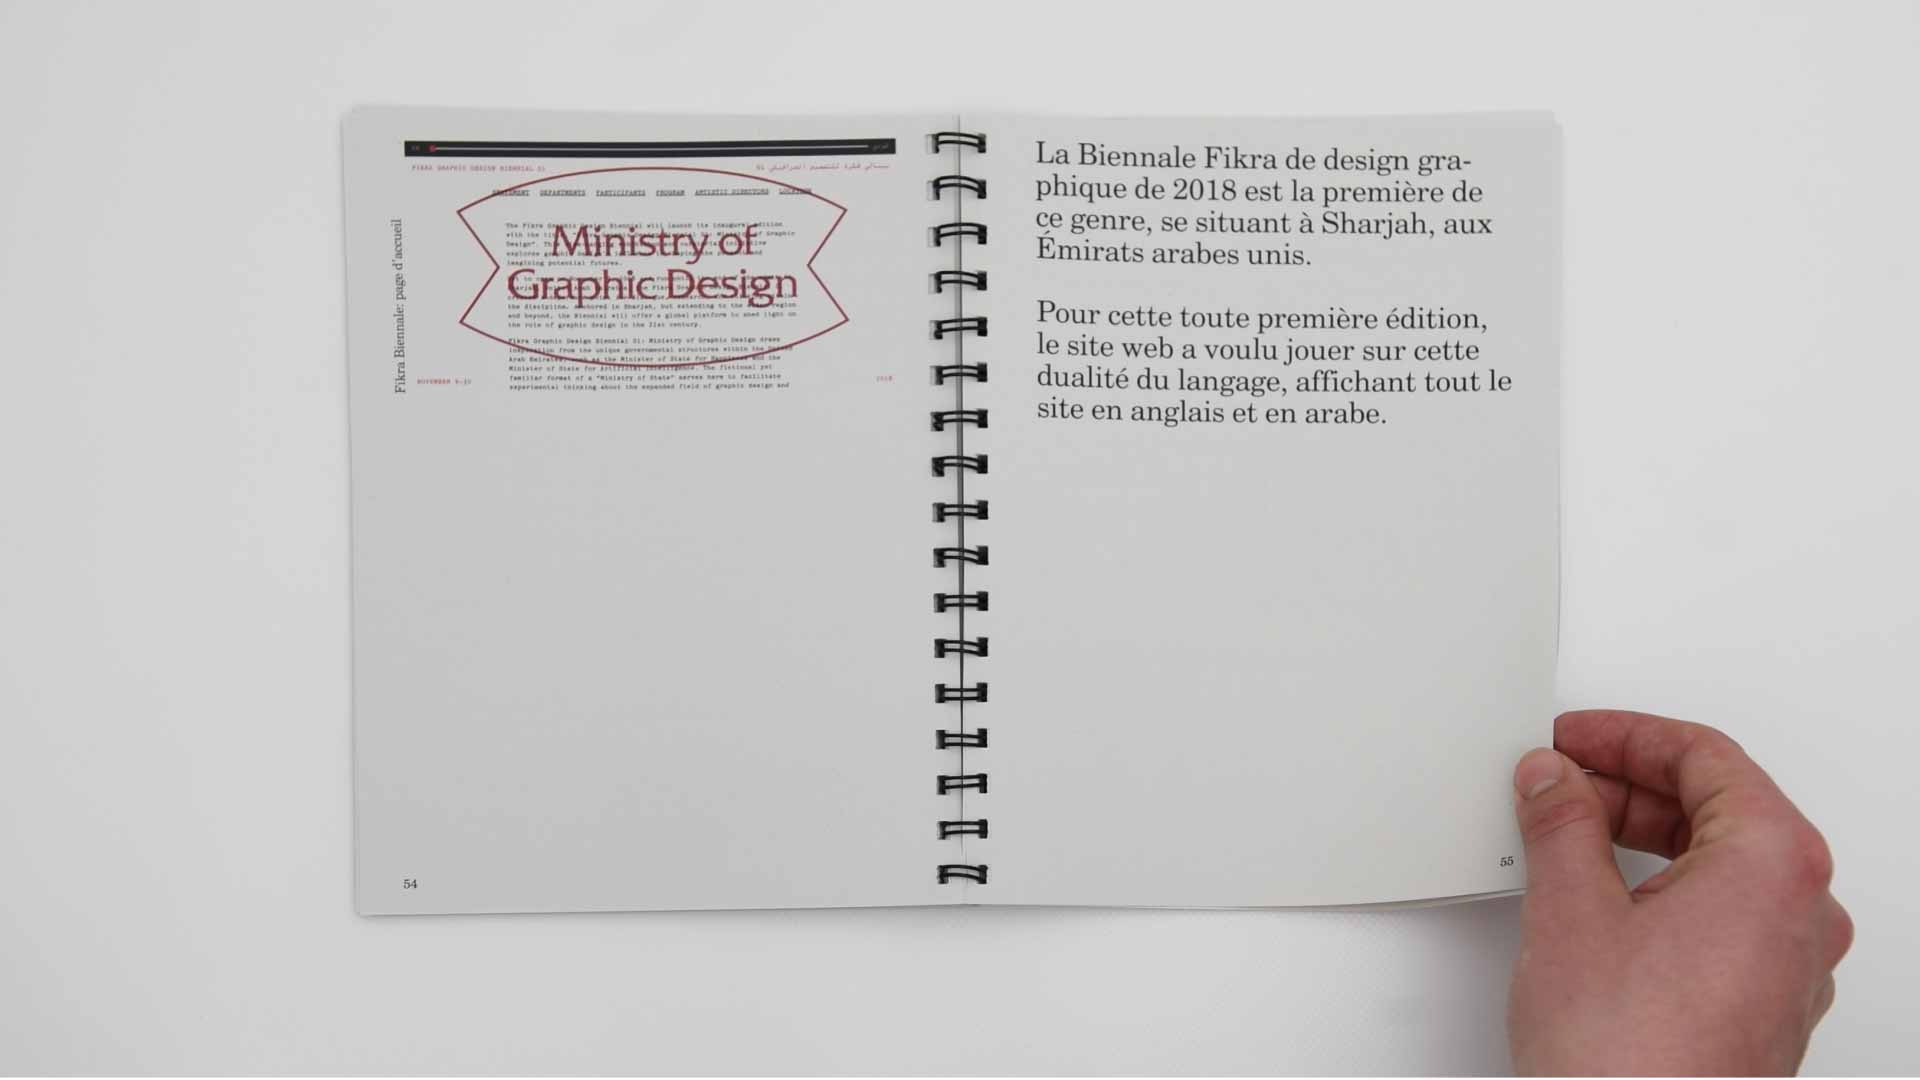 FIKRA GRAPHIC DESIGN BIENNIAL 01
بينالي فكرة للتصميم الجرافيكي 01
STATEMENT DEPARTMENTS PARTICIPANTS PROGRAM ARTISTIC DIRECTORS LOCATION
Ministry of
Graphic Design
The Fikra Graphic Design Biennial will launch its inaugural edition
with the of Graphic
Design".
explores and
imagining potential futures.
the discipline. Anchored in Sharjah, but extending to the region
and beyond, the Biennial will offer a global platform to shed light on
the role of graphic design in the 21st century.
Fikra Graphic Design Biennial 01: Ministry of Graphic Design draws
inspiration from the unique governmental structures within the United
Arab Emirates, such as the Minister of State for Happiness and the
Minister of State for Artificial Intelligence. The fictional yet
familiar format of a "Ministry of State" serves here to facilitate
experimental thinking about the expanded field of graphic design and
NOVEMBER 9-30
2018
Fikra Biennale: page d'accueil
54
La Biennale Fikra de design gra-
phique de 2018 est la première de
ce genre, se situant à Sharjah, aux
Émirats arabes unis.
Pour cette toute première édition,
le site web a voulu jouer sur cette
dualité du langage, affichant tout le
site en anglais et en arabe.
55